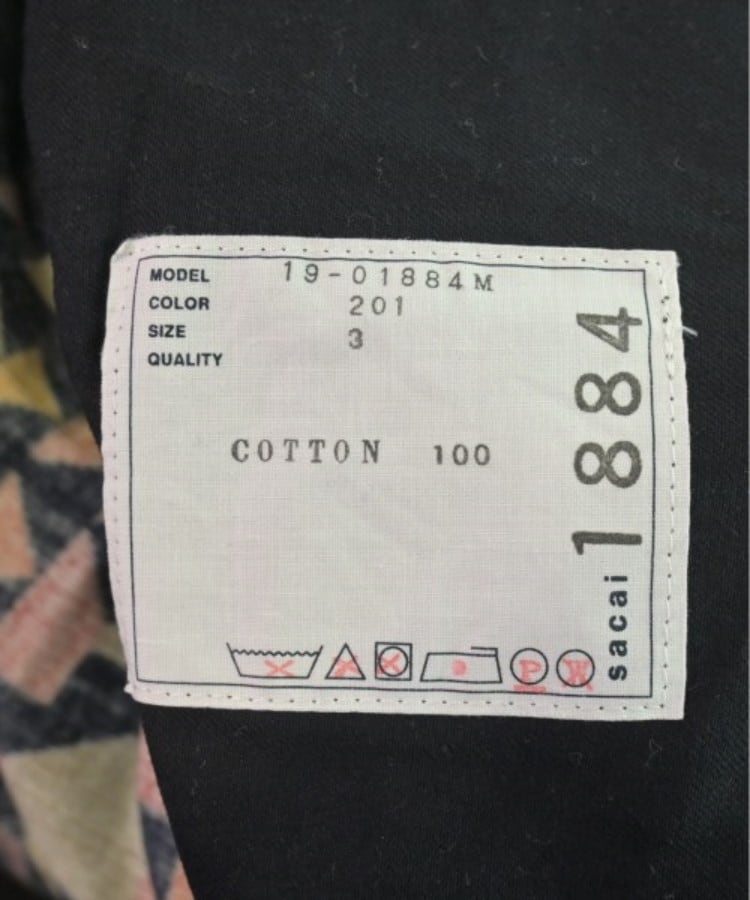 MODEL 19-01884M
COLOR 201
SIZE 3
QUALITY
COTTON 100
sacai 1884
P W